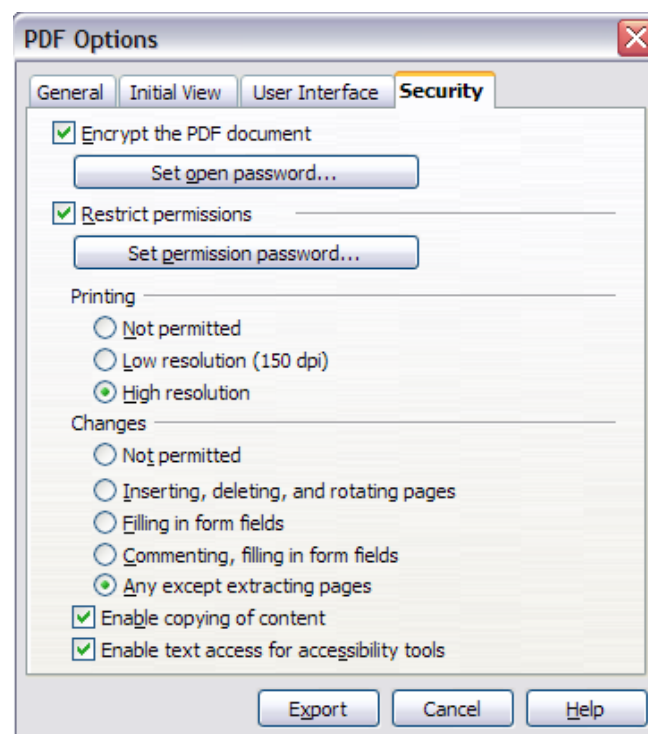 PDF Options
General Initial View User Interface Security
Encrypt the PDF document
Set open password...
Restrict permissions
Set permission password...
Printing
Not permitted
Low resolution (150 dpi)
High resolution
Changes
Not permitted
Inserting, deleting, and rotating pages
Filling in form fields
Commenting, filling in form fields
Any except extracting pages
Enable copying of content
Enable text access for accessibility tools
Export Cancel Help